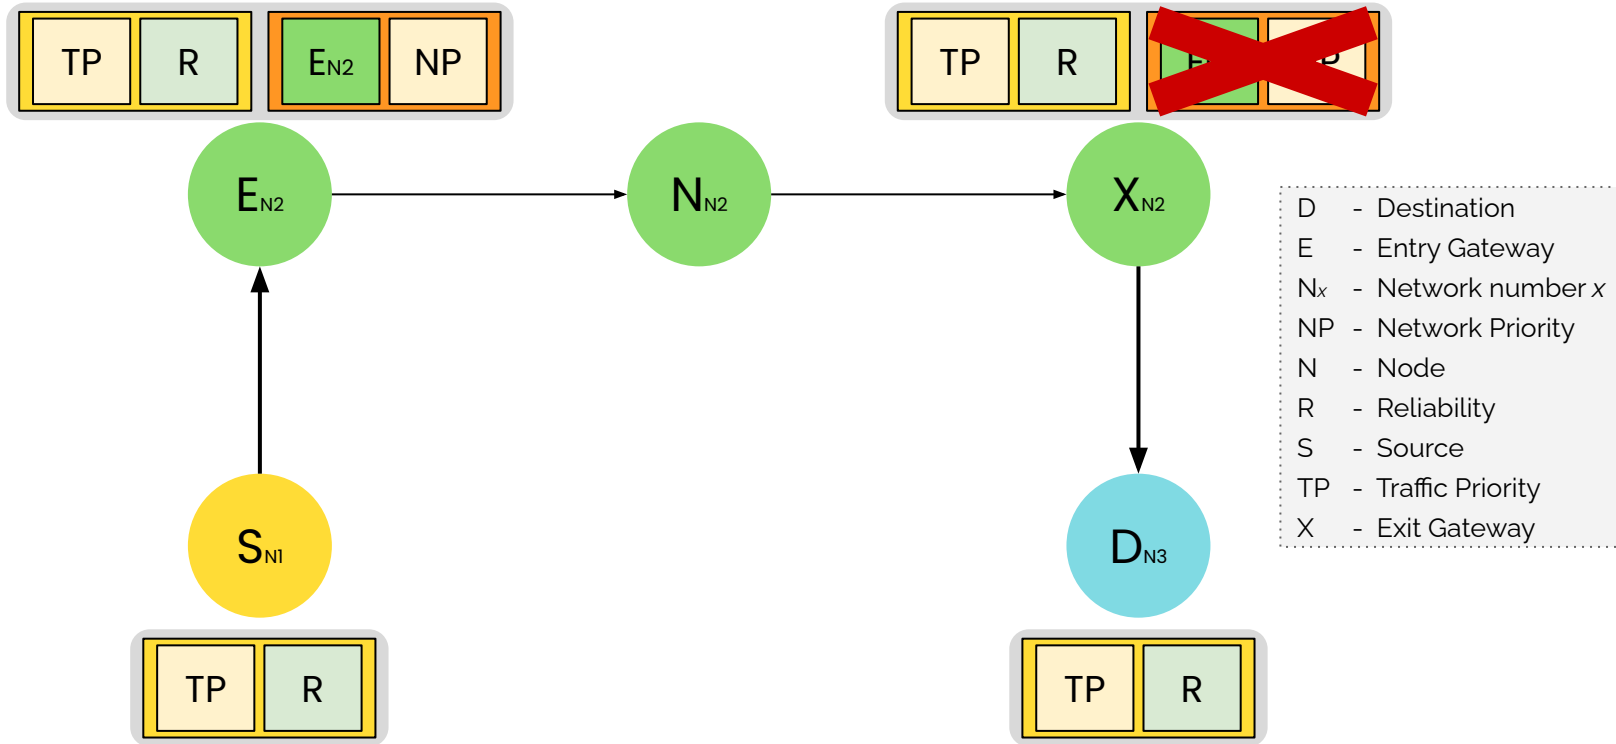 TP R EN2 NP
TP R
EN2 NN2 XN2
D - Destination
E - Entry Gateway
Nx - Network number x
NP - Network Priority
N - Node
R - Reliability
S - Source
TP - Traffic Priority
X - Exit Gateway
SN1 DN3
TP R
TP R